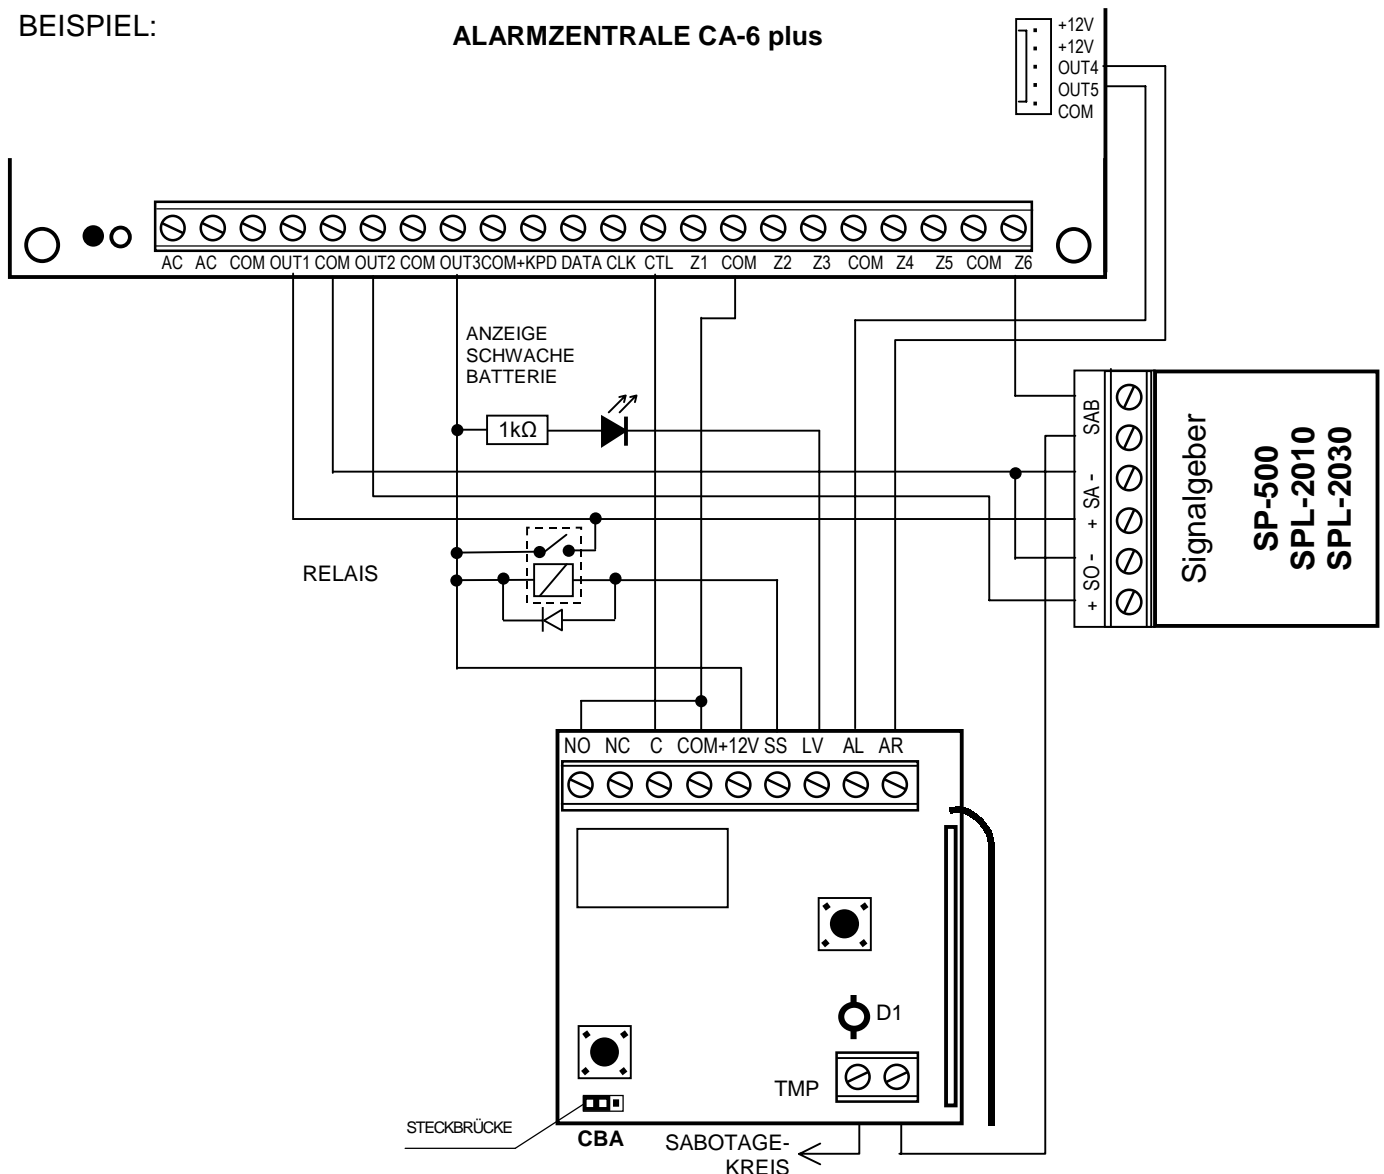 BEISPIEL:
ALARMZENTRALE CA-6 plus
+12V
+12V
OUT4
OUT5
COM
AC AC COM OUT1 COM OUT2 COM OUT3 COM +KPD DATA CLK CTL Z1 COM Z2 Z3 COM Z4 Z5 COM Z6
ANZEIGE
SCHWACHE
BATTERIE
1kΩ
RELAIS
SAB
+ SA -
+ SO -
Signalgeber
SP-500
SPL-2010
SPL-2030
NO NC C COM +12V SS LV AL AR
D1
TMP
STECKBRÜCKE
CBA
SABOTAGE-
KREIS